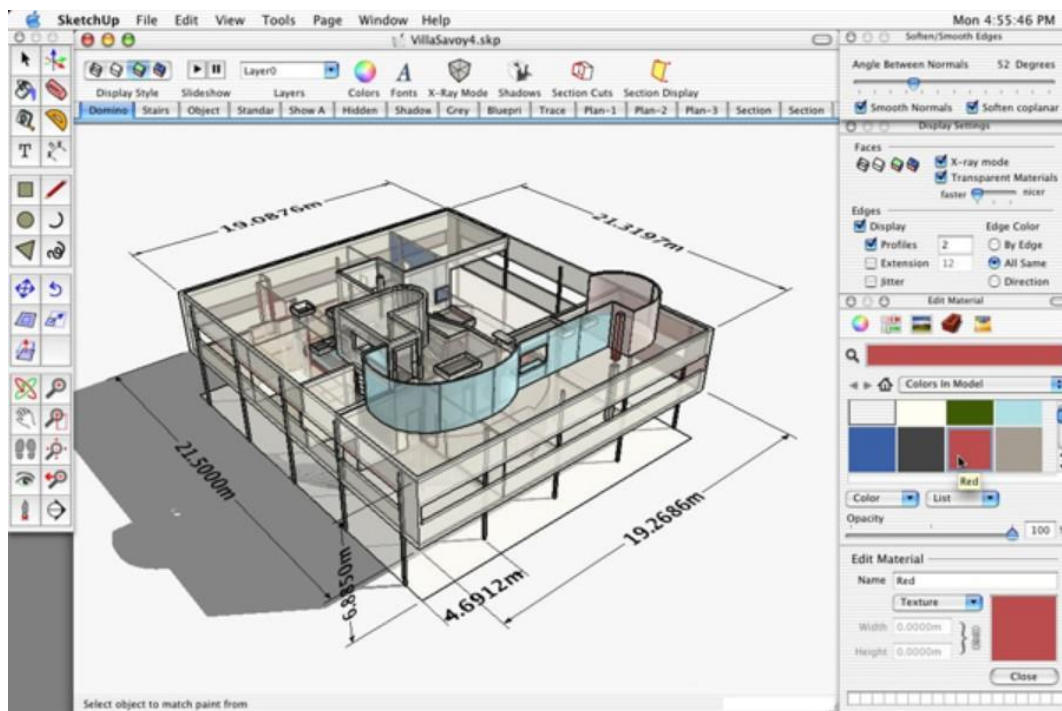 SketchUp File Edit View Tools Page Window Help Mon 4:55:46 PM
VillaSavoy4.skp
Layer0
Display Style Slideshow Layers Colors Fonts X-Ray Mode Shadows Section Cuts Section Display
Domino Stairs Object Standar Show A Hidden Shadow Grey Bluepri Trace Plan-1 Plan-2 Plan-3 Section Section
T
19.0876m
21.3197m
21.5000m
19.2686m
4.6912m
6.8850m
Select object to match paint from
Soften/Smooth Edges
Angle Between Normals 52 Degrees
Smooth Normals Soften coplanar
Display Settings
Faces
X-ray mode
Transparent Materials
faster nicer
Edges
Display Edge Color
Profiles 2 By Edge
Extension 12 All Same
Jitter Direction
Edit Material
Colors In Model
Red
Color List
Opacity
100
Edit Material
Name Red
Texture
Width 0.0000m
Height 0.0000m
Close